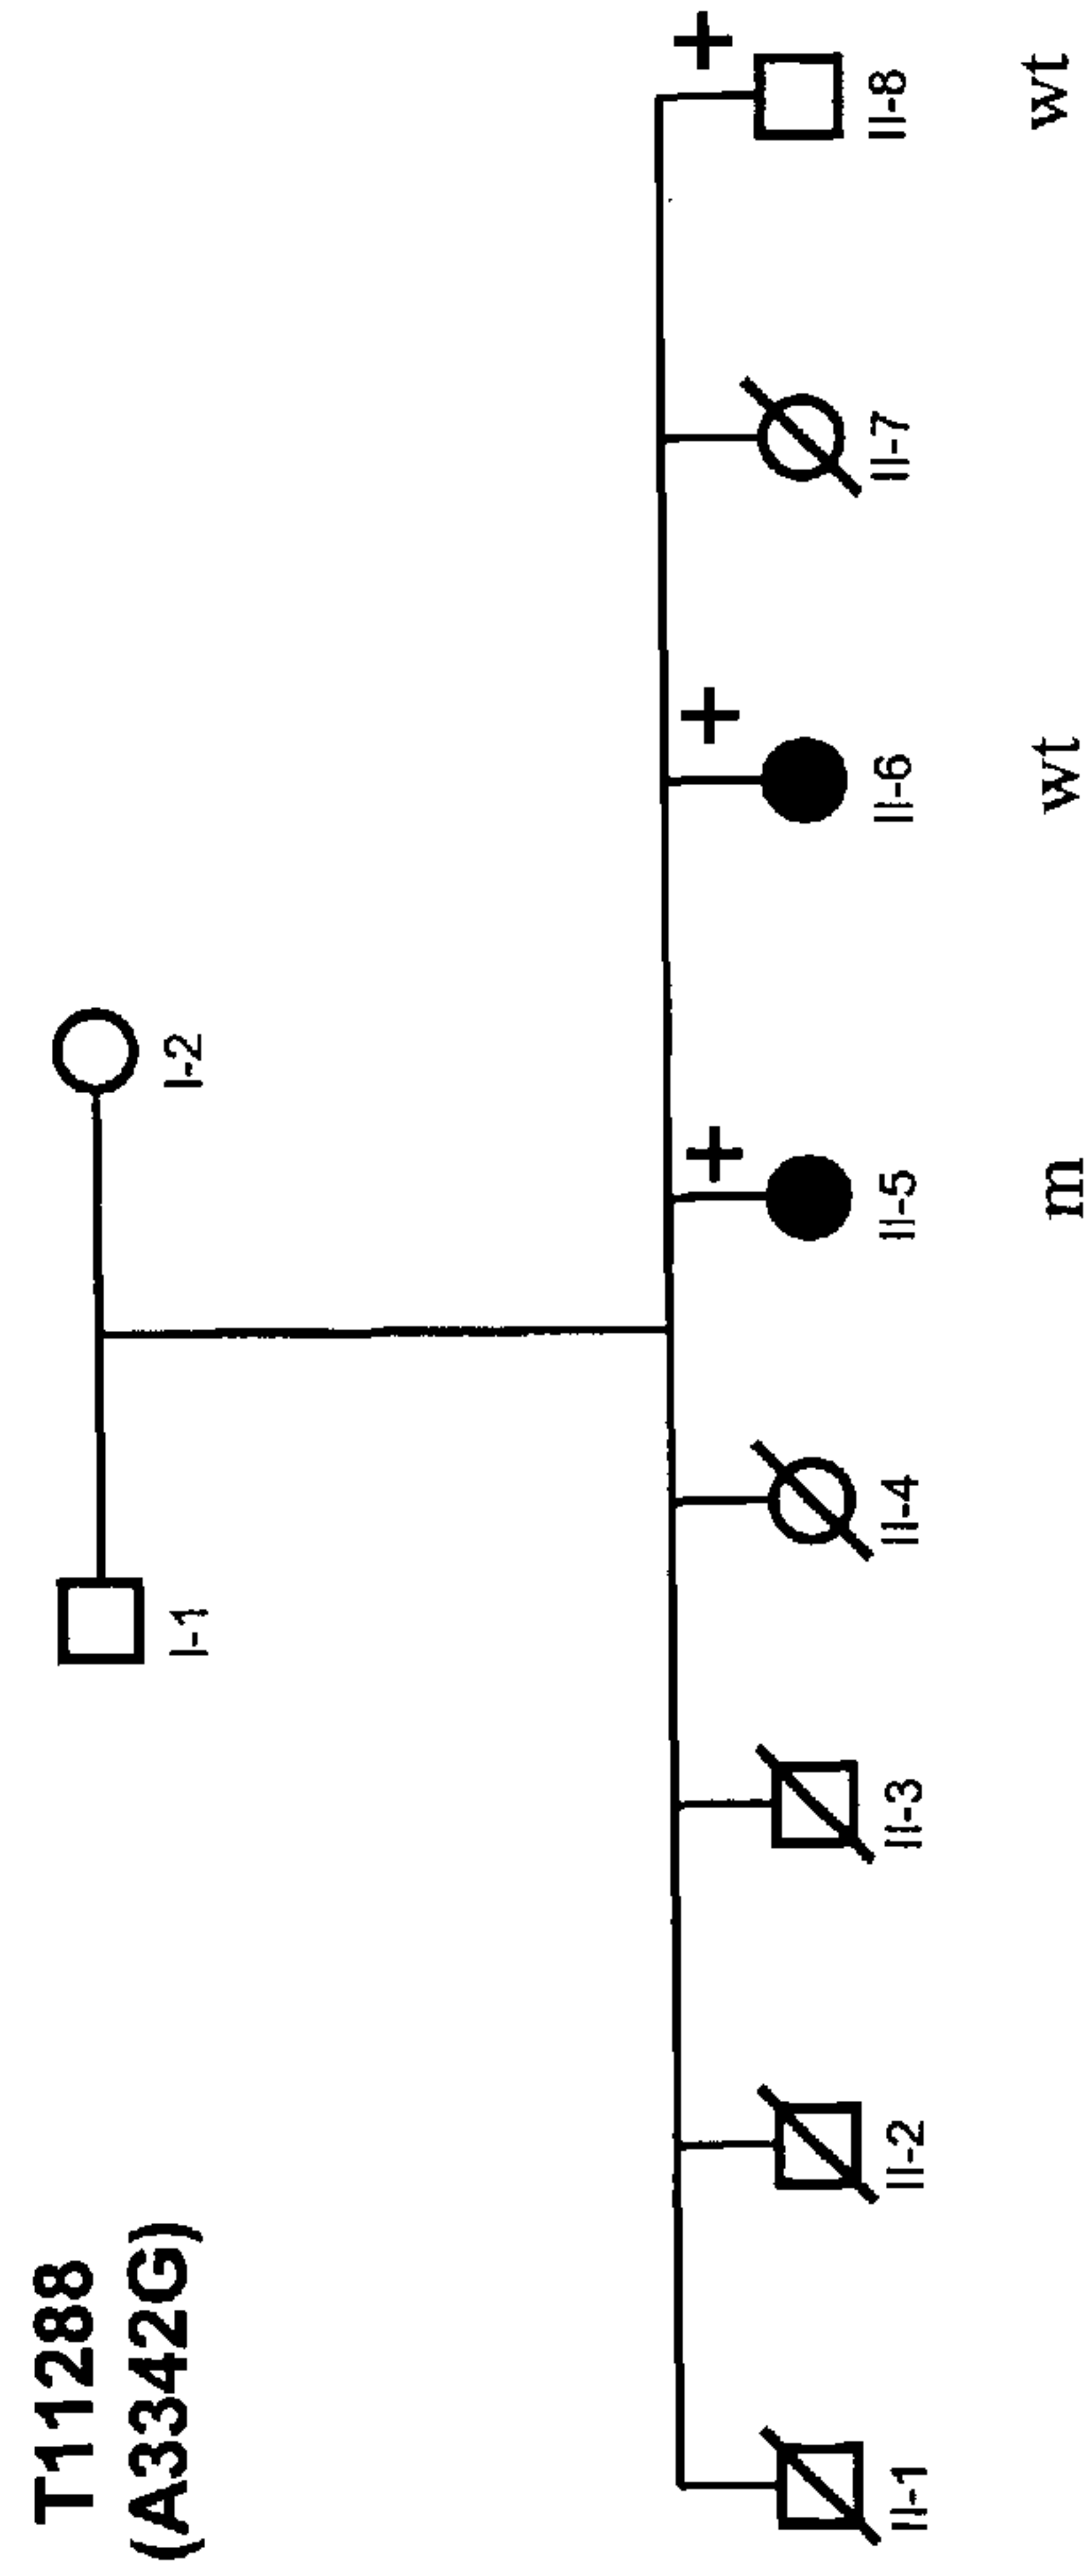 T11288
(A3342G)
I-1
I-2
+
+
+
II-1
II-2
II-3
II-4
II-5
II-6
II-7
II-8
m
wt
wt